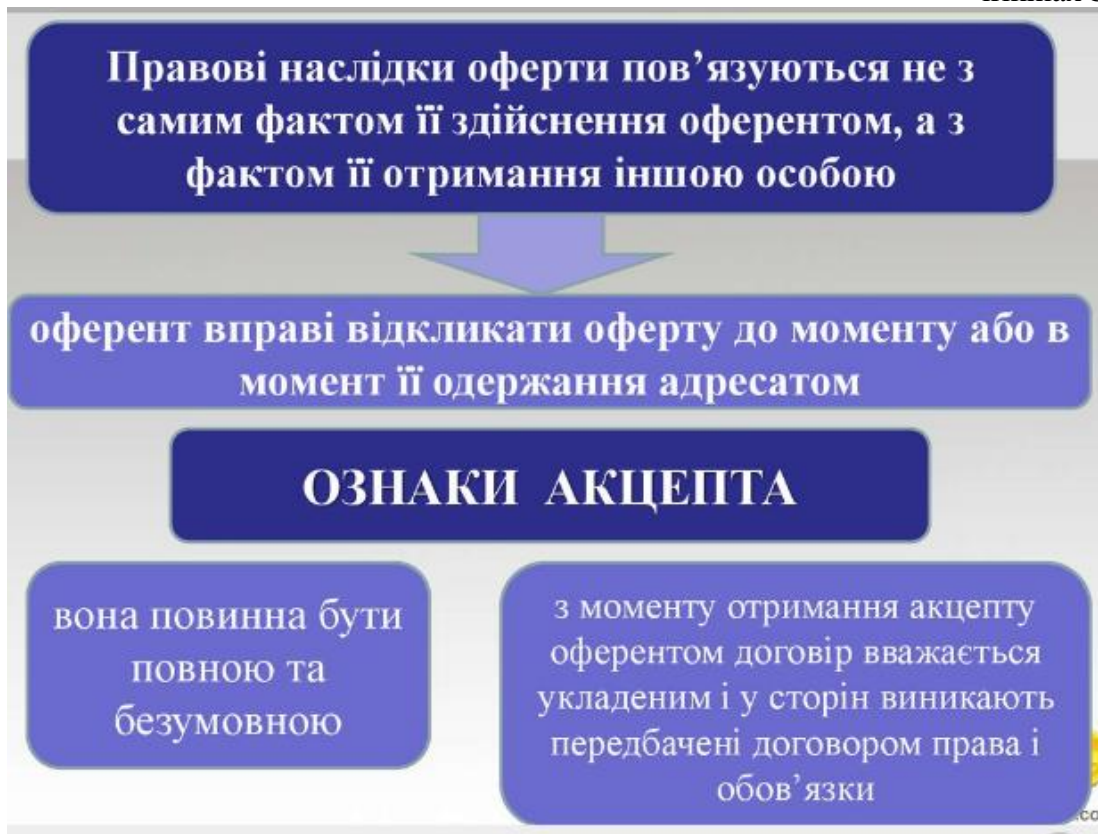 Правові наслідки оферти пов’язуються не з
самим фактом її здійснення оферентом, а з
фактом її отримання іншою особою
оферент вправі відкликати оферту до моменту або в
момент її одержання адресатом
ОЗНАКИ АКЦЕПТА
вона повинна бути
повною та
безумовною
з моменту отримання акцепту
оферентом договір вважається
укладеним і у сторін виникають
передбачені договором права і
обов’язки